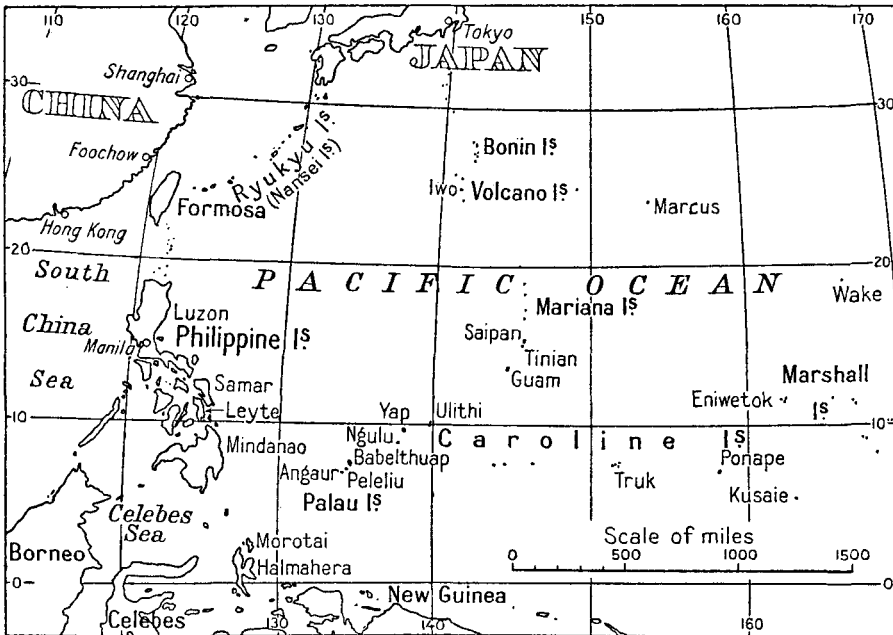 110 120 130 140 150 160 170
Tokyo
JAPAN
Shanghai
30
30
CHINA
Ryukyu Is
(Nansei Is)
Foochow
Bonin Is
Iwo Volcano Is
Formosa
Marcus
Hong Kong
20
20
South
PACIFIC OCEAN
Wake
Luzon
Mariana Is
China
Philippine Is
Saipan
Manila
Tinian
Guam
Sea
Samar
Marshall
Is
Eniwetok
Leyte
Yap Ulithi
10
10
Mindanao
Ngulu
Caroline Is
Babelthuap
Ponape
Angaur
Peleliu
Truk
Palau Is
Kusaie
Celebes
Sea
Scale of miles
0 500 1000 1500
Morotai
Borneo
Halmahera
0
0
New Guinea
Celebes
110
120
130 140 150 160